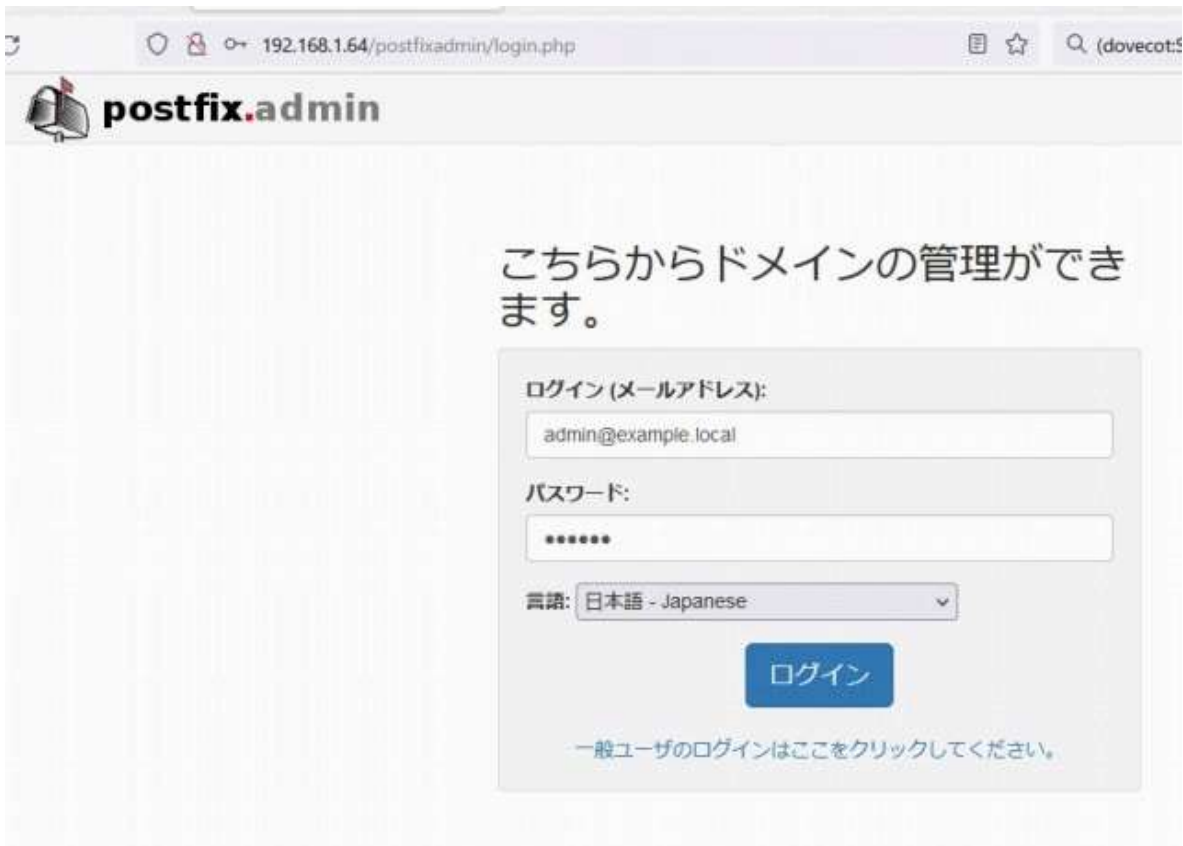 192.168.1.64/postfixadmin/login.php
(dovecot:S
postfix.admin
こちらからドメインの管理ができ
ます。
ログイン (メールアドレス):
admin@example.local
パスワード:
••••••
言語: 日本語 - Japanese
ログイン
一般ユーザのログインはここをクリックしてください。